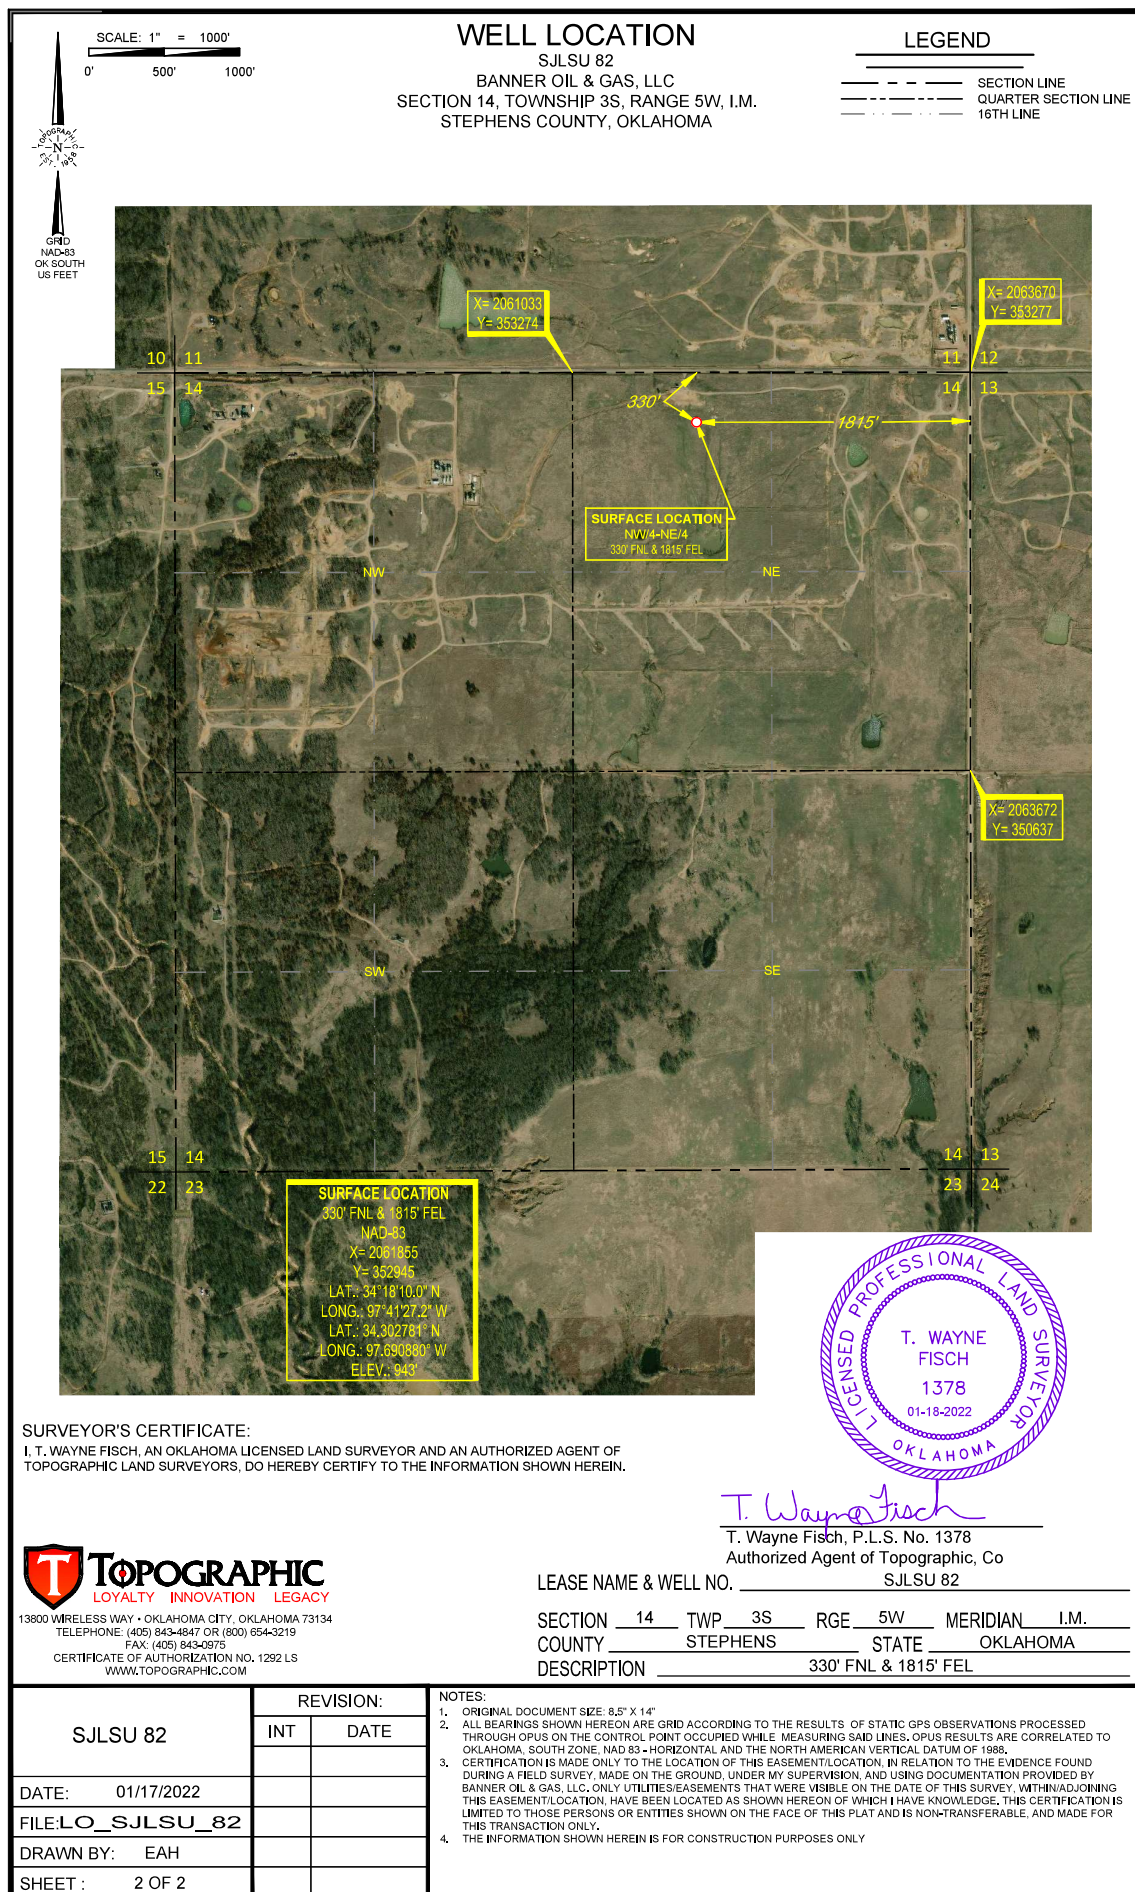 SCALE: 1" = 1000'
0' 500' 1000'
TOPOGRAPHIC
N
EST. 1958
GRID
NAD-83
OK SOUTH
US FEET
WELL LOCATION
SJLSU 82
BANNER OIL & GAS, LLC
SECTION 14, TOWNSHIP 3S, RANGE 5W, I.M.
STEPHENS COUNTY, OKLAHOMA
LEGEND
SECTION LINE
QUARTER SECTION LINE
16TH LINE
X= 2061033
Y= 353274
X= 2063670
Y= 353277
10 11
15 14
11 12
14 13
330'
1815'
SURFACE LOCATION
NW/4-NE/4
330' FNL & 1815' FEL
NW
NE
X= 2063672
Y= 350637
SW
SE
15 14
22 23
14 13
23 24
SURFACE LOCATION
330' FNL & 1815' FEL
NAD-83
X= 2061855
Y= 352945
LAT.: 34°18'10.0" N
LONG.: 97°41'27.2" W
LAT.: 34.302781° N
LONG.: 97.690880° W
ELEV.: 943'
LICENSED PROFESSIONAL LAND SURVEYOR
T. WAYNE
FISCH
1378
01-18-2022
OKLAHOMA
SURVEYOR'S CERTIFICATE:
I, T. WAYNE FISCH, AN OKLAHOMA LICENSED LAND SURVEYOR AND AN AUTHORIZED AGENT OF
TOPOGRAPHIC LAND SURVEYORS, DO HEREBY CERTIFY TO THE INFORMATION SHOWN HEREIN.
T. Wayne Fisch
T. Wayne Fisch, P.L.S. No. 1378
Authorized Agent of Topographic, Co
T TOPOGRAPHIC
LOYALTY INNOVATION LEGACY
13800 WIRELESS WAY • OKLAHOMA CITY, OKLAHOMA 73134
TELEPHONE: (405) 843-4847 OR (800) 654-3219
FAX: (405) 843-0975
CERTIFICATE OF AUTHORIZATION NO. 1292 LS
WWW.TOPOGRAPHIC.COM
LEASE NAME & WELL NO. SJLSU 82
SECTION 14 TWP 3S RGE 5W MERIDIAN I.M.
COUNTY STEPHENS STATE OKLAHOMA
DESCRIPTION 330' FNL & 1815' FEL
SJLSU 82
REVISION:
INT DATE
DATE: 01/17/2022
FILE:LO_SJLSU_82
DRAWN BY: EAH
SHEET : 2 OF 2
NOTES:
1. ORIGINAL DOCUMENT SIZE: 8.5" X 14"
2. ALL BEARINGS SHOWN HEREON ARE GRID ACCORDING TO THE RESULTS OF STATIC GPS OBSERVATIONS PROCESSED
THROUGH OPUS ON THE CONTROL POINT OCCUPIED WHILE MEASURING SAID LINES. OPUS RESULTS ARE CORRELATED TO
OKLAHOMA, SOUTH ZONE, NAD 83 - HORIZONTAL AND THE NORTH AMERICAN VERTICAL DATUM OF 1988.
3. CERTIFICATION IS MADE ONLY TO THE LOCATION OF THIS EASEMENT/LOCATION, IN RELATION TO THE EVIDENCE FOUND
DURING A FIELD SURVEY, MADE ON THE GROUND, UNDER MY SUPERVISION, AND USING DOCUMENTATION PROVIDED BY
BANNER OIL & GAS, LLC. ONLY UTILITIES/EASEMENTS THAT WERE VISIBLE ON THE DATE OF THIS SURVEY, WITHIN/ADJOINING
THIS EASEMENT/LOCATION, HAVE BEEN LOCATED AS SHOWN HEREON OF WHICH I HAVE KNOWLEDGE. THIS CERTIFICATION IS
LIMITED TO THOSE PERSONS OR ENTITIES SHOWN ON THE FACE OF THIS PLAT AND IS NON-TRANSFERABLE, AND MADE FOR
THIS TRANSACTION ONLY.
4. THE INFORMATION SHOWN HEREIN IS FOR CONSTRUCTION PURPOSES ONLY